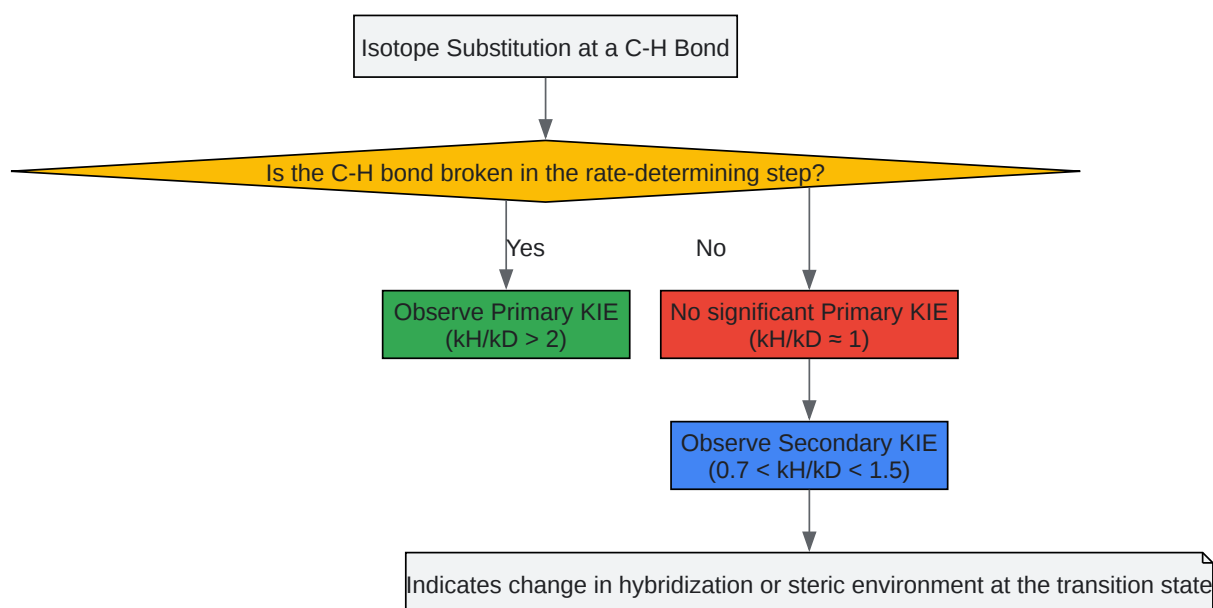 Isotope Substitution at a C-H Bond
Is the C-H bond broken in the rate-determining step?
Yes
No
Observe Primary KIE
(kH/kD > 2)
No significant Primary KIE
(kH/kD ≈ 1)
Observe Secondary KIE
(0.7 < kH/kD < 1.5)
Indicates change in hybridization or steric environment at the transition state